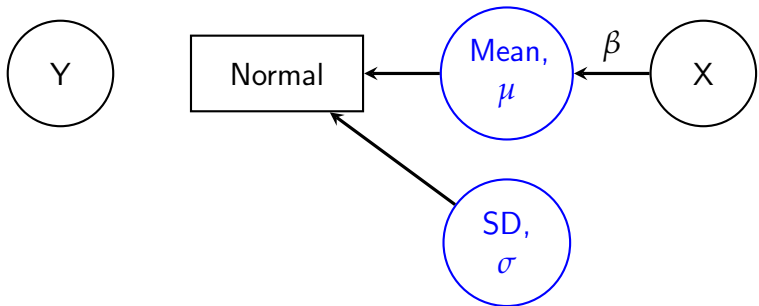 Y
Normal
Mean,
μ
β
X
SD,
σ